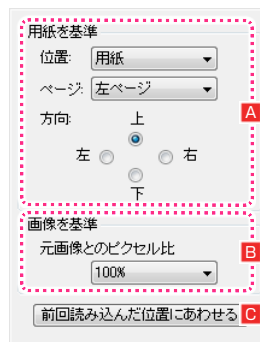 用紙を基準
位置: 用紙
ページ: 左ページ
A
方向: 上
左 右
下
画像を基準
元画像とのピクセル比
B
100%
前回読み込んだ位置にあわせる C